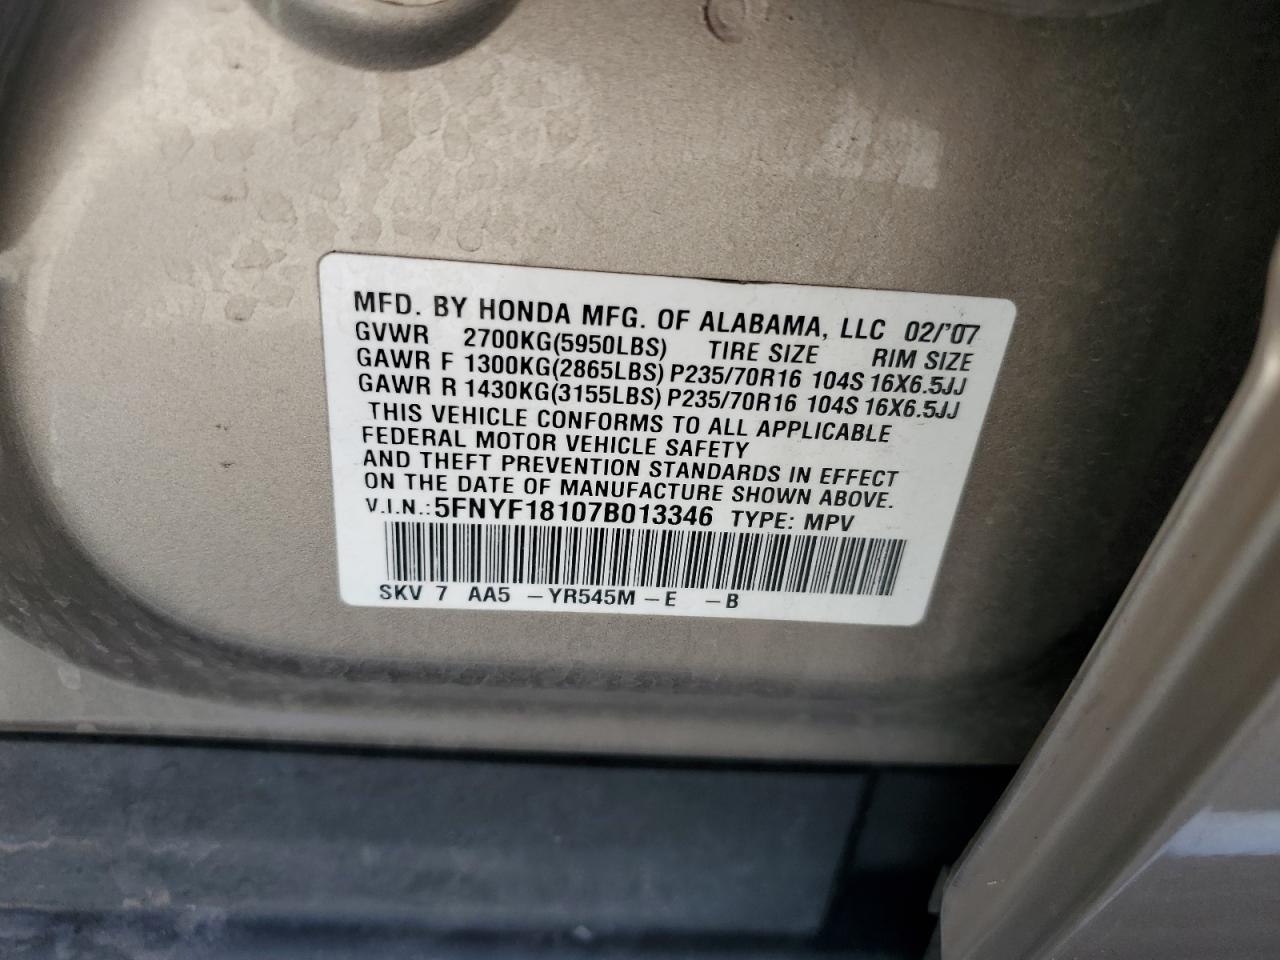 MFD. BY HONDA MFG. OF ALABAMA, LLC 02/'07
GVWR 2700KG(5950LBS) TIRE SIZE RIM SIZE
GAWR F 1300KG(2865LBS) P235/70R16 104S 16X6.5JJ
GAWR R 1430KG(3155LBS) P235/70R16 104S 16X6.5JJ
THIS VEHICLE CONFORMS TO ALL APPLICABLE
FEDERAL MOTOR VEHICLE SAFETY
AND THEFT PREVENTION STANDARDS IN EFFECT
ON THE DATE OF MANUFACTURE SHOWN ABOVE.
V.I.N.: 5FNYF18107B013346 TYPE: MPV
SKV 7 AA5 –YR545M –E –B